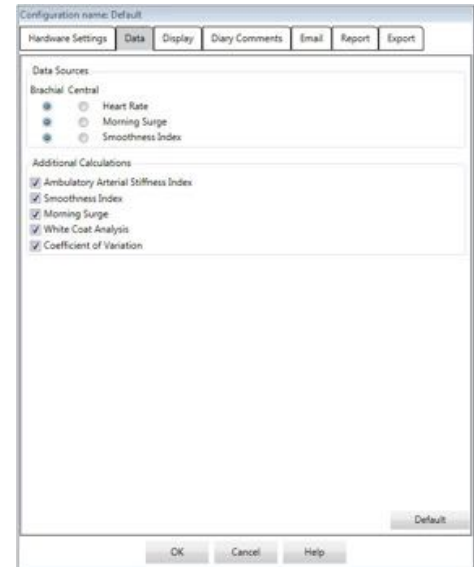 Configuration name: Default
Hardware Settings Data Display Diary Comments Email Report Export
Data Sources
Brachial Central
Heart Rate
Morning Surge
Smoothness Index
Additional Calculations
Ambulatory Arterial Stiffness Index
Smoothness Index
Morning Surge
White Coat Analysis
Coefficient of Variation
Default
OK Cancel Help